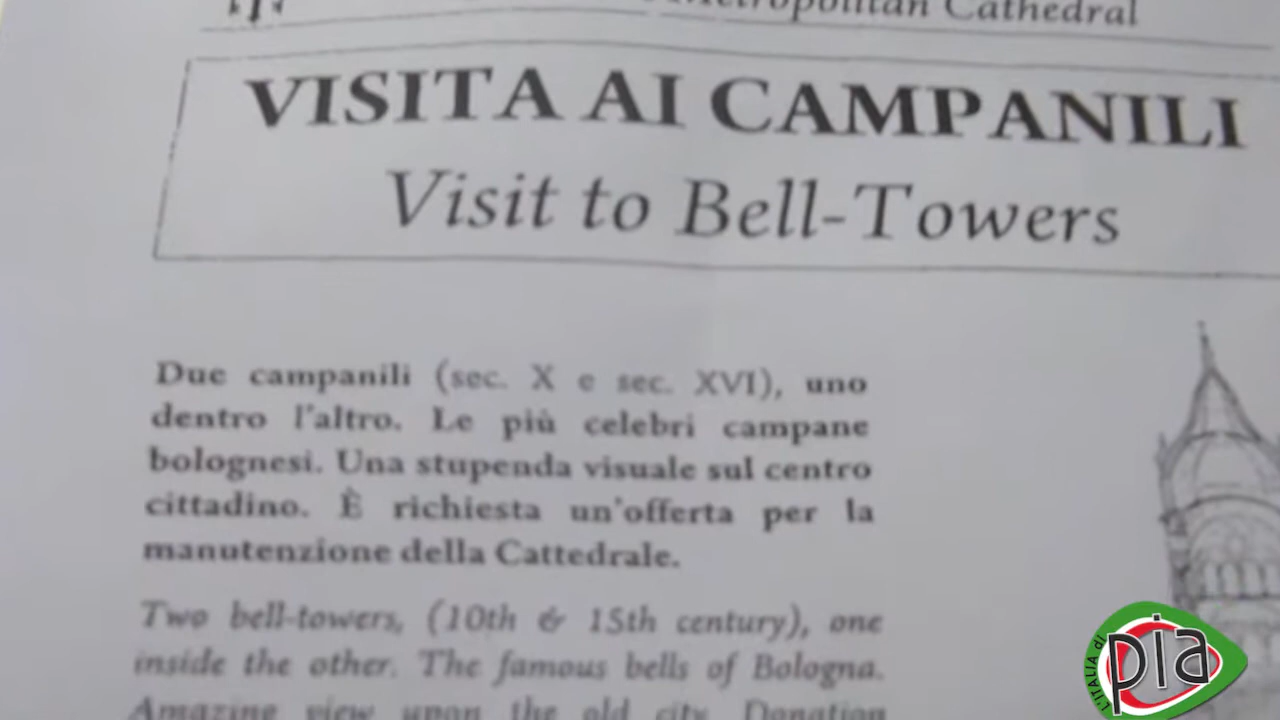 Metropolitan Cathedral
VISITA AI CAMPANILI
Visit to Bell-Towers
Due campanili (sec. X e sec. XVI), uno
dentro l'altro. Le più celebri campane
bolognesi. Una stupenda visuale sul centro
cittadino. È richiesta un'offerta per la
manutenzione della Cattedrale.
Two bell-towers, (10th & 15th century), one
inside the other. The famous bells of Bologna.
Amazing view upon the old city. Donation
L'ITALIA di
pia